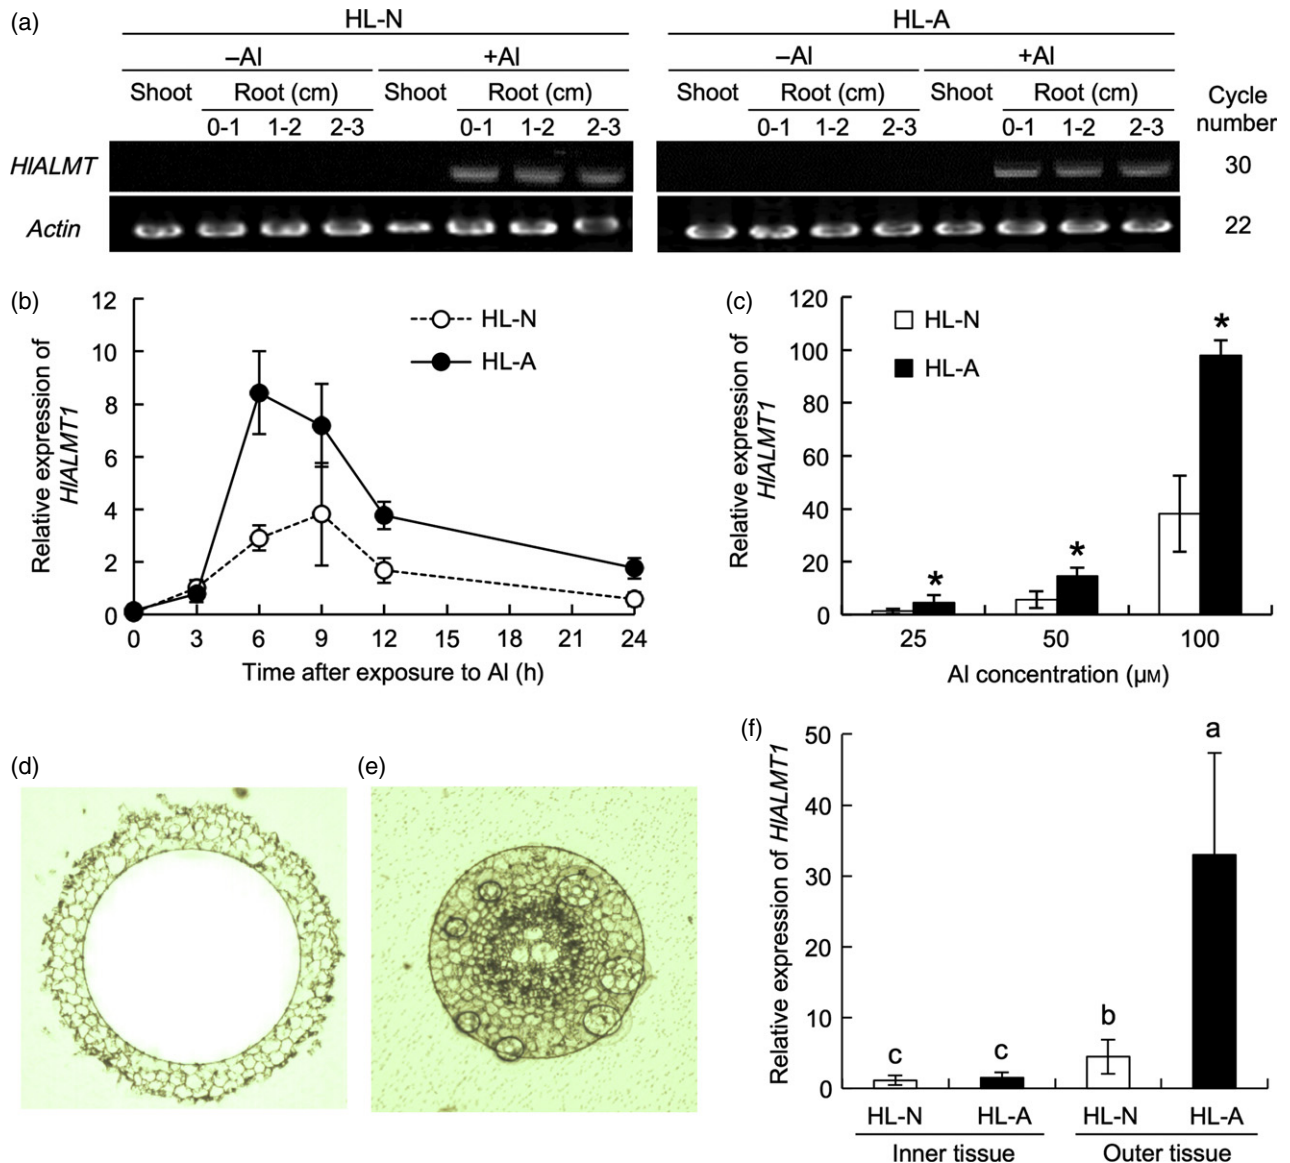 (a)
HL-N
HL-A
–Al
+Al
–Al
+Al
Shoot
Root (cm)
Shoot
Root (cm)
Shoot
Root (cm)
Shoot
Root (cm)
Cycle
number
0-1 1-2 2-3
0-1 1-2 2-3
0-1 1-2 2-3
0-1 1-2 2-3
HlALMT
30
Actin
22
(b)
Relative expression of
HlALMT1
12
10
8
6
4
2
0
HL-N
HL-A
0 3 6 9 12 15 18 21 24
Time after exposure to Al (h)
(c)
Relative expression of
HlALMT1
120
100
80
60
40
20
0
HL-N
HL-A
*
*
*
25 50 100
Al concentration (μM)
(d)
(e)
(f)
Relative expression of HlALMT1
50
40
30
20
10
0
c
c
b
a
HL-N HL-A HL-N HL-A
Inner tissue
Outer tissue